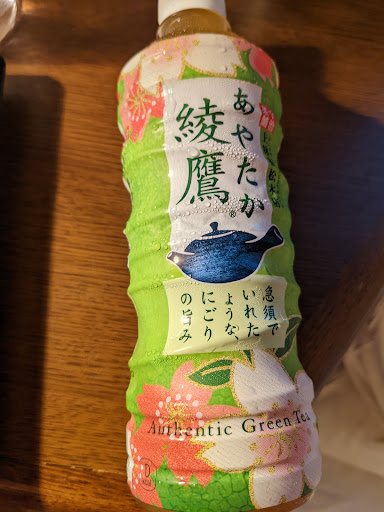 あやたか
綾鷹®
急須で
いれた
ような、
にごり
の旨み
Authentic Green Tea